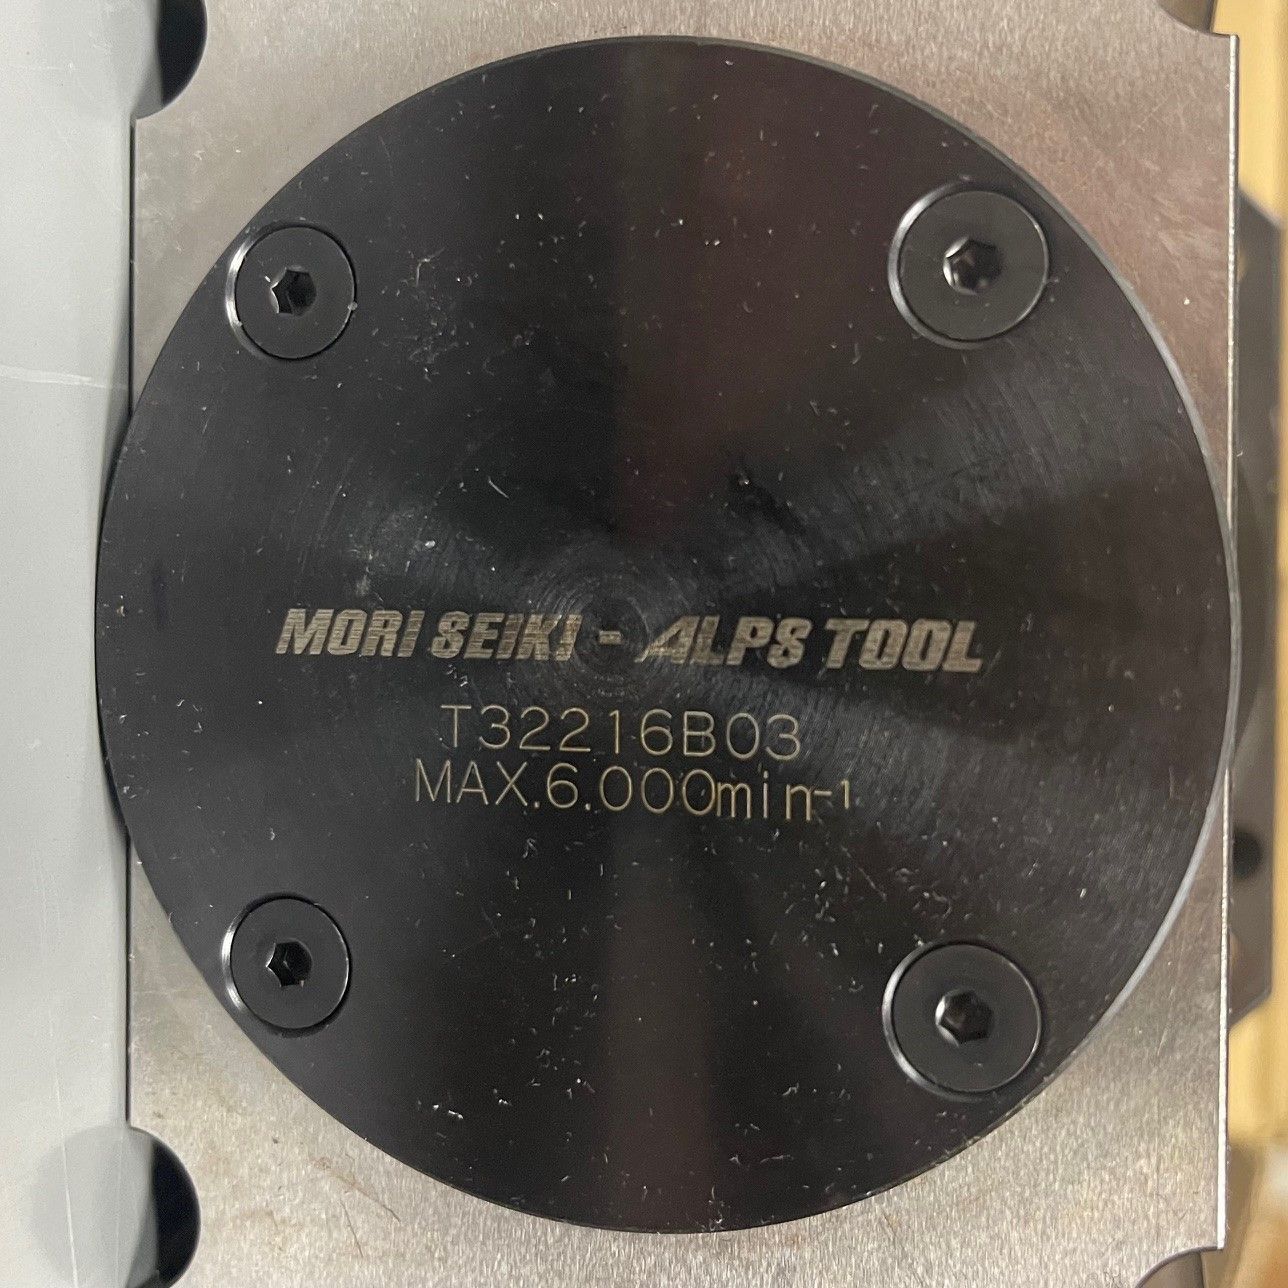 MORI SEIKI - ALPS TOOL
T32216B03
MAX.6.000min⁻¹